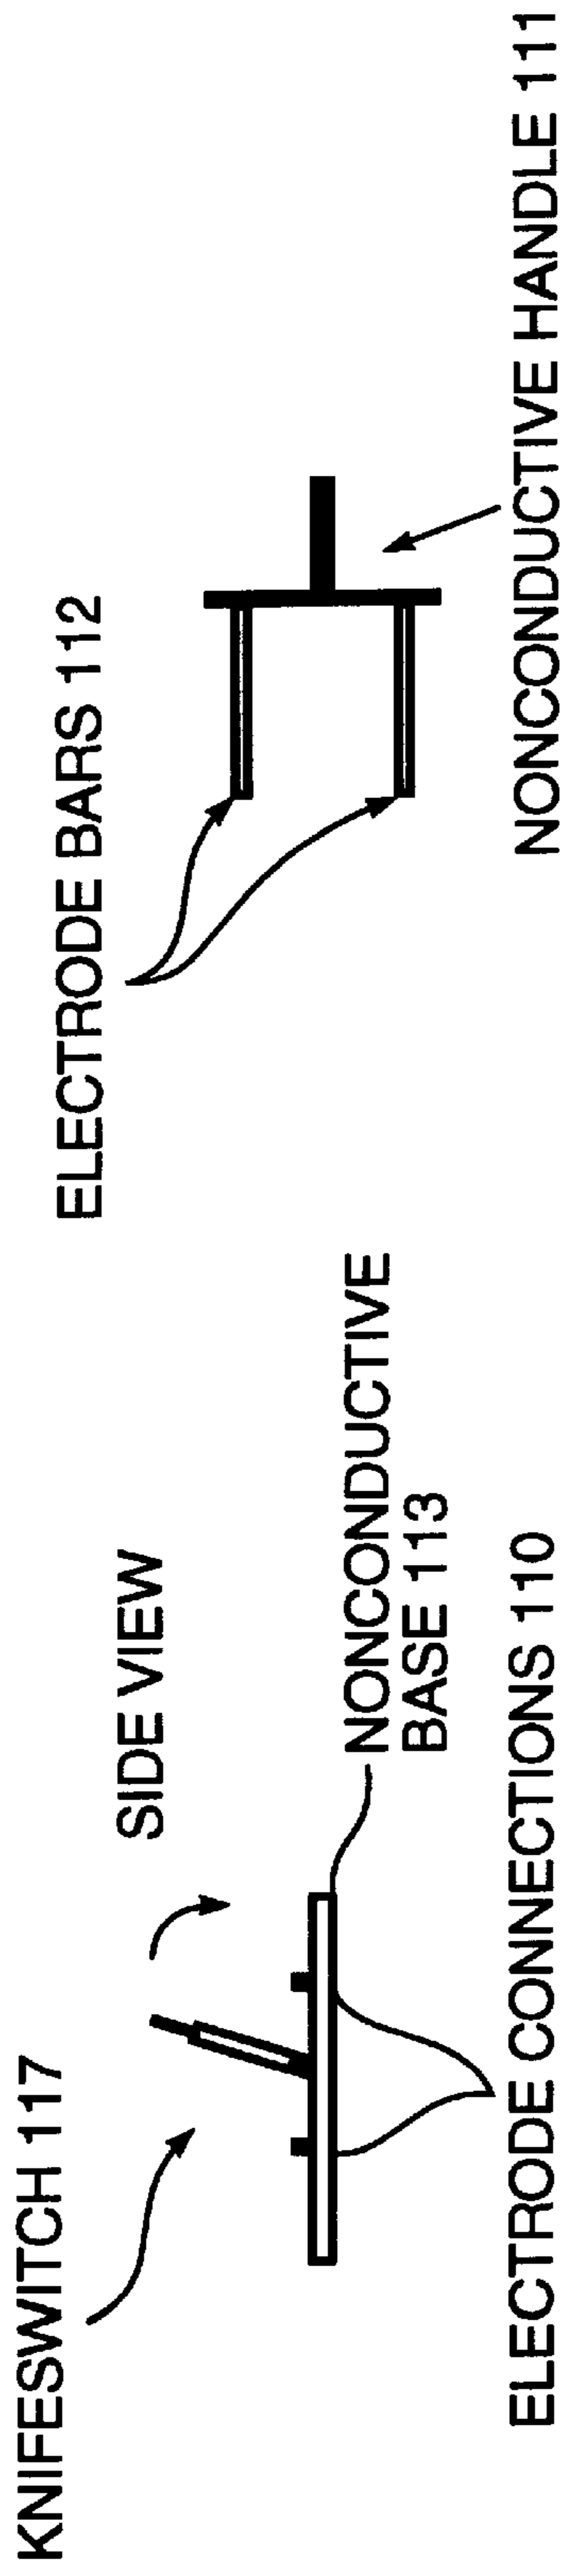 KNIFESWITCH 117
SIDE VIEW
NONCONDUCTIVE
BASE 113
ELECTRODE CONNECTIONS 110
ELECTRODE BARS 112
NONCONDUCTIVE HANDLE 111